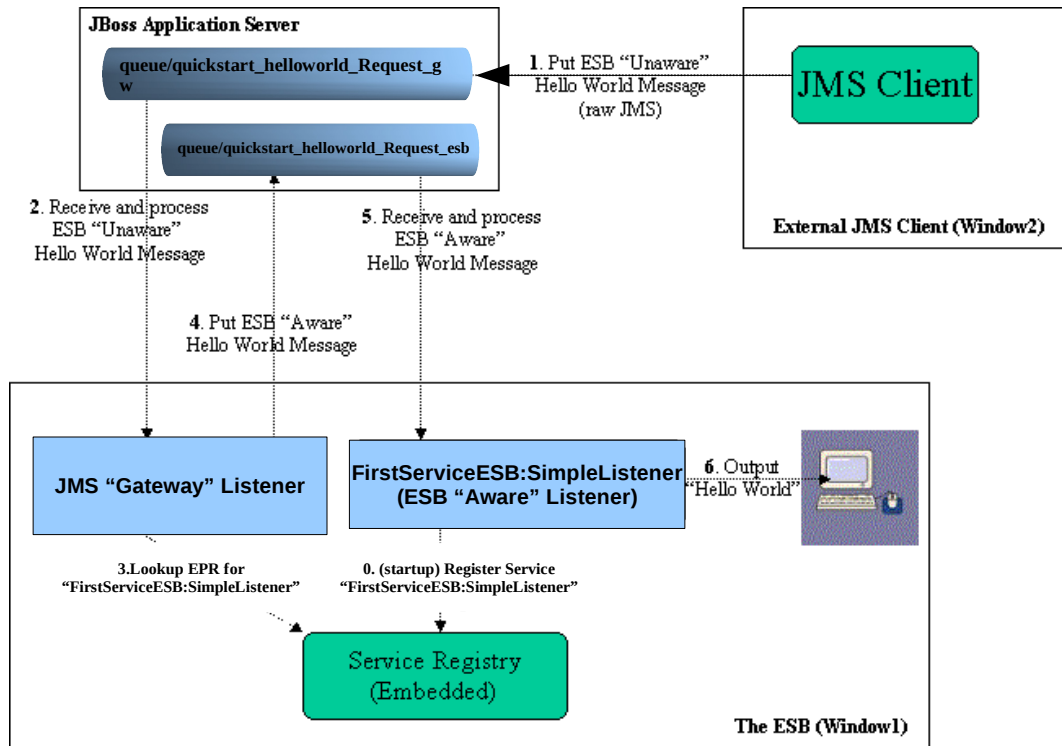 JBoss Application Server
queue/quickstart_helloworld_Request_g
w
queue/quickstart_helloworld_Request_esb
1. Put ESB “Unaware”
Hello World Message
(raw JMS)
JMS Client
External JMS Client (Window2)
2. Receive and process
ESB “Unaware”
Hello World Message
5. Receive and process
ESB “Aware”
Hello World Message
4. Put ESB “Aware”
Hello World Message
JMS “Gateway” Listener
FirstServiceESB:SimpleListener
(ESB “Aware” Listener)
6. Output
“Hello World”
3.Lookup EPR for
“FirstServiceESB:SimpleListener”
0. (startup) Register Service
“FirstServiceESB:SimpleListener”
Service Registry
(Embedded)
The ESB (Window1)